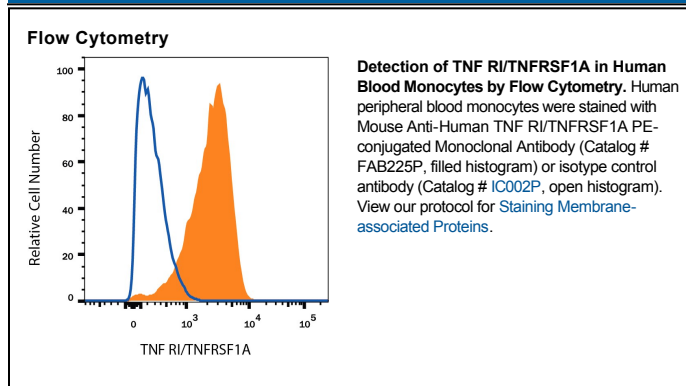 Flow Cytometry
Detection of TNF RI/TNFRSF1A in Human
Blood Monocytes by Flow Cytometry. Human
peripheral blood monocytes were stained with
Mouse Anti-Human TNF RI/TNFRSF1A PE-
conjugated Monoclonal Antibody (Catalog #
FAB225P, filled histogram) or isotype control
antibody (Catalog # IC002P, open histogram).
View our protocol for Staining Membrane-
associated Proteins.
Relative Cell Number
100
80
60
40
20
0
0 10³ 10⁴ 10⁵
TNF RI/TNFRSF1A